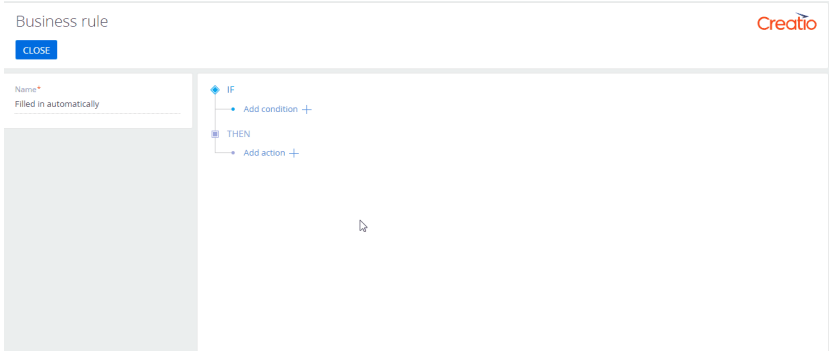 Business rule
Creatio
CLOSE
Name*
Filled in automatically
IF
Add condition +
THEN
Add action +